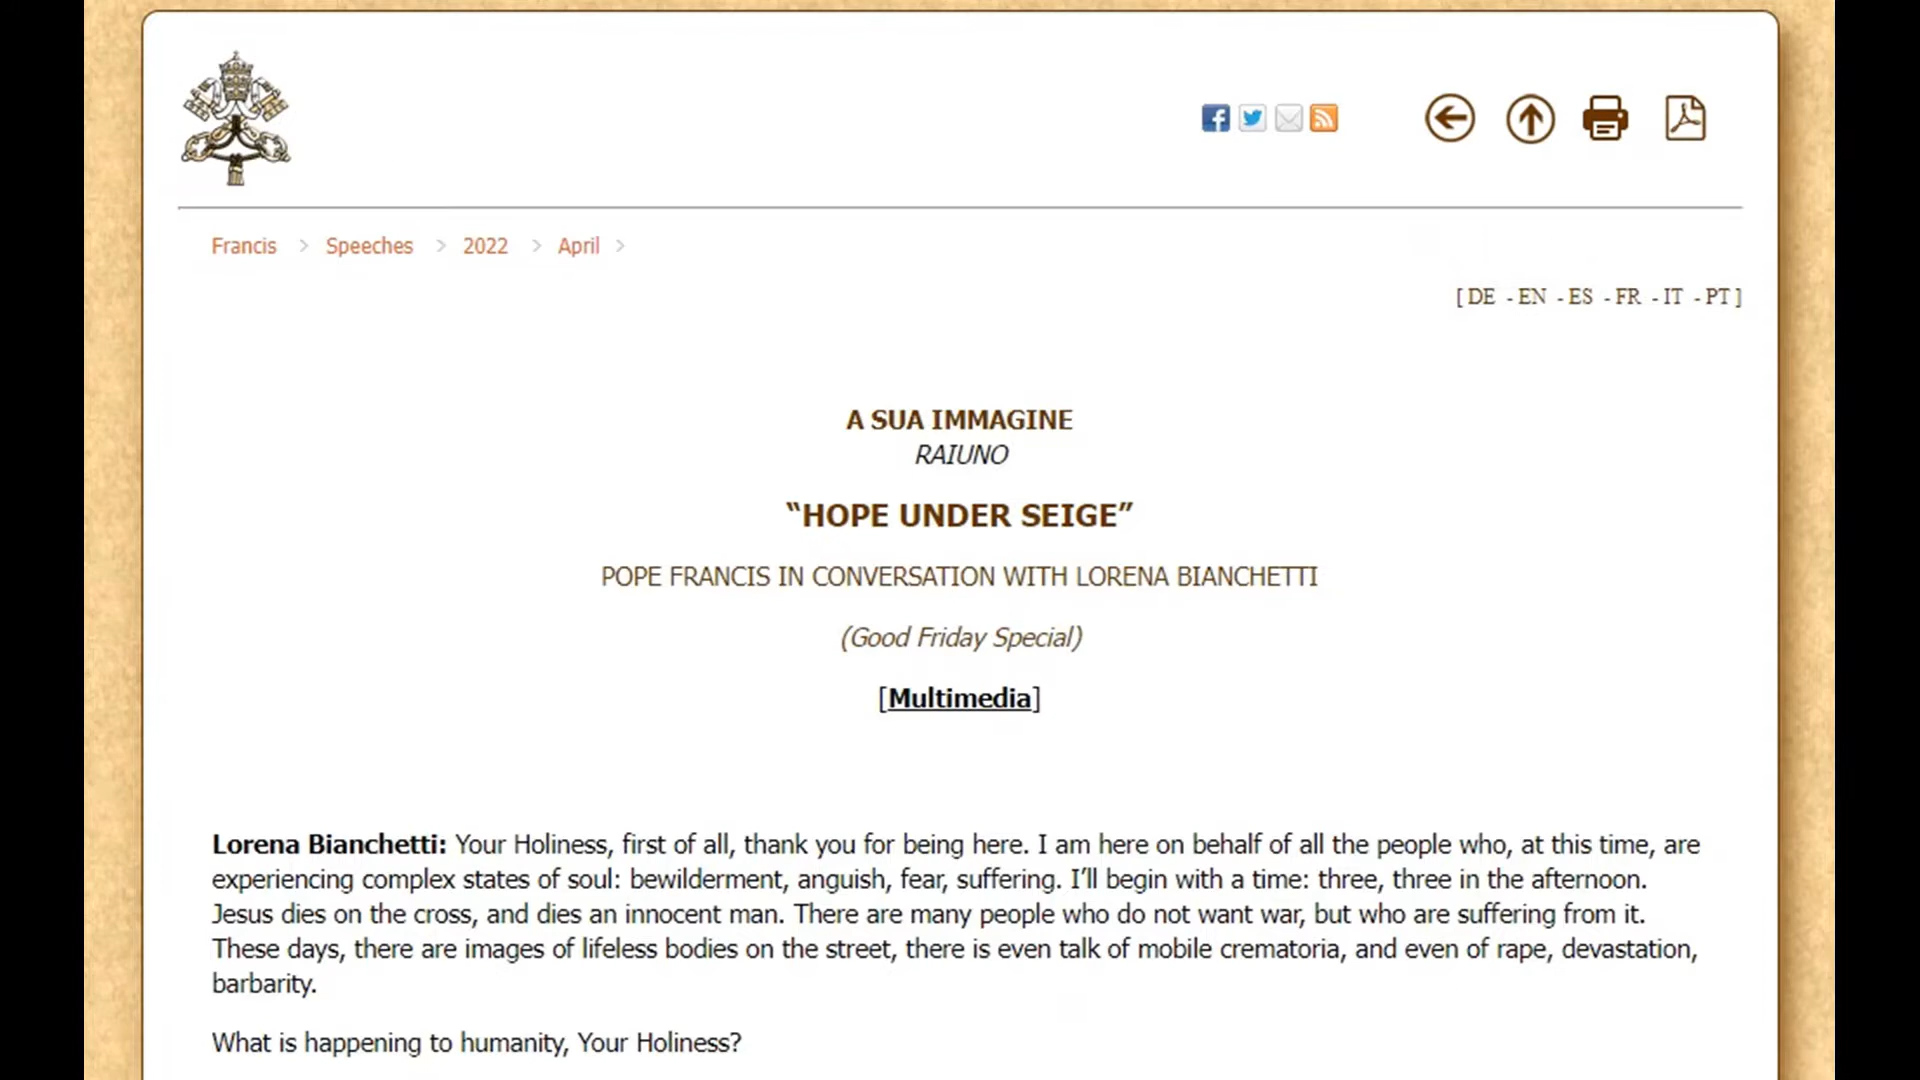 Francis > Speeches > 2022 > April >
[ DE - EN - ES - FR - IT - PT ]
A SUA IMMAGINE
RAIUNO
“HOPE UNDER SEIGE”
POPE FRANCIS IN CONVERSATION WITH LORENA BIANCHETTI
(Good Friday Special)
[Multimedia]
Lorena Bianchetti: Your Holiness, first of all, thank you for being here. I am here on behalf of all the people who, at this time, are
experiencing complex states of soul: bewilderment, anguish, fear, suffering. I’ll begin with a time: three, three in the afternoon.
Jesus dies on the cross, and dies an innocent man. There are many people who do not want war, but who are suffering from it.
These days, there are images of lifeless bodies on the street, there is even talk of mobile crematoria, and even of rape, devastation,
barbarity.
What is happening to humanity, Your Holiness?